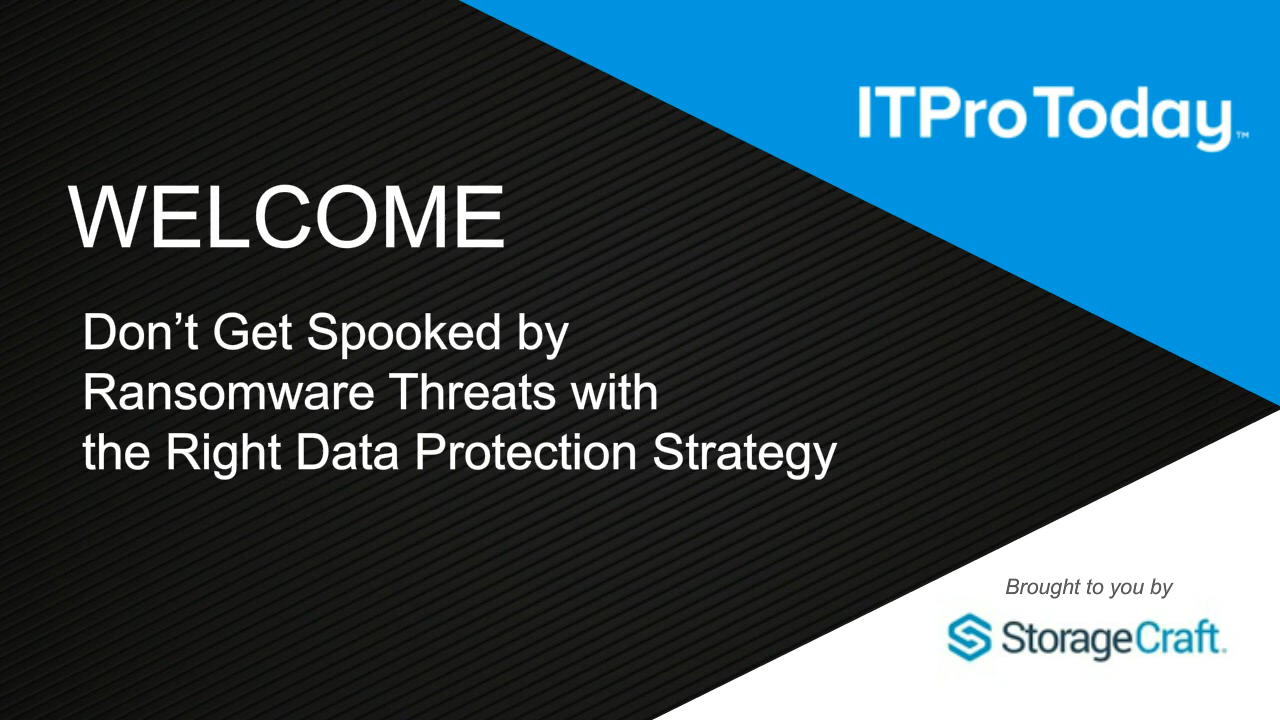 ITPro Today™
WELCOME
Don’t Get Spooked by
Ransomware Threats with
the Right Data Protection Strategy
Brought to you by
StorageCraft